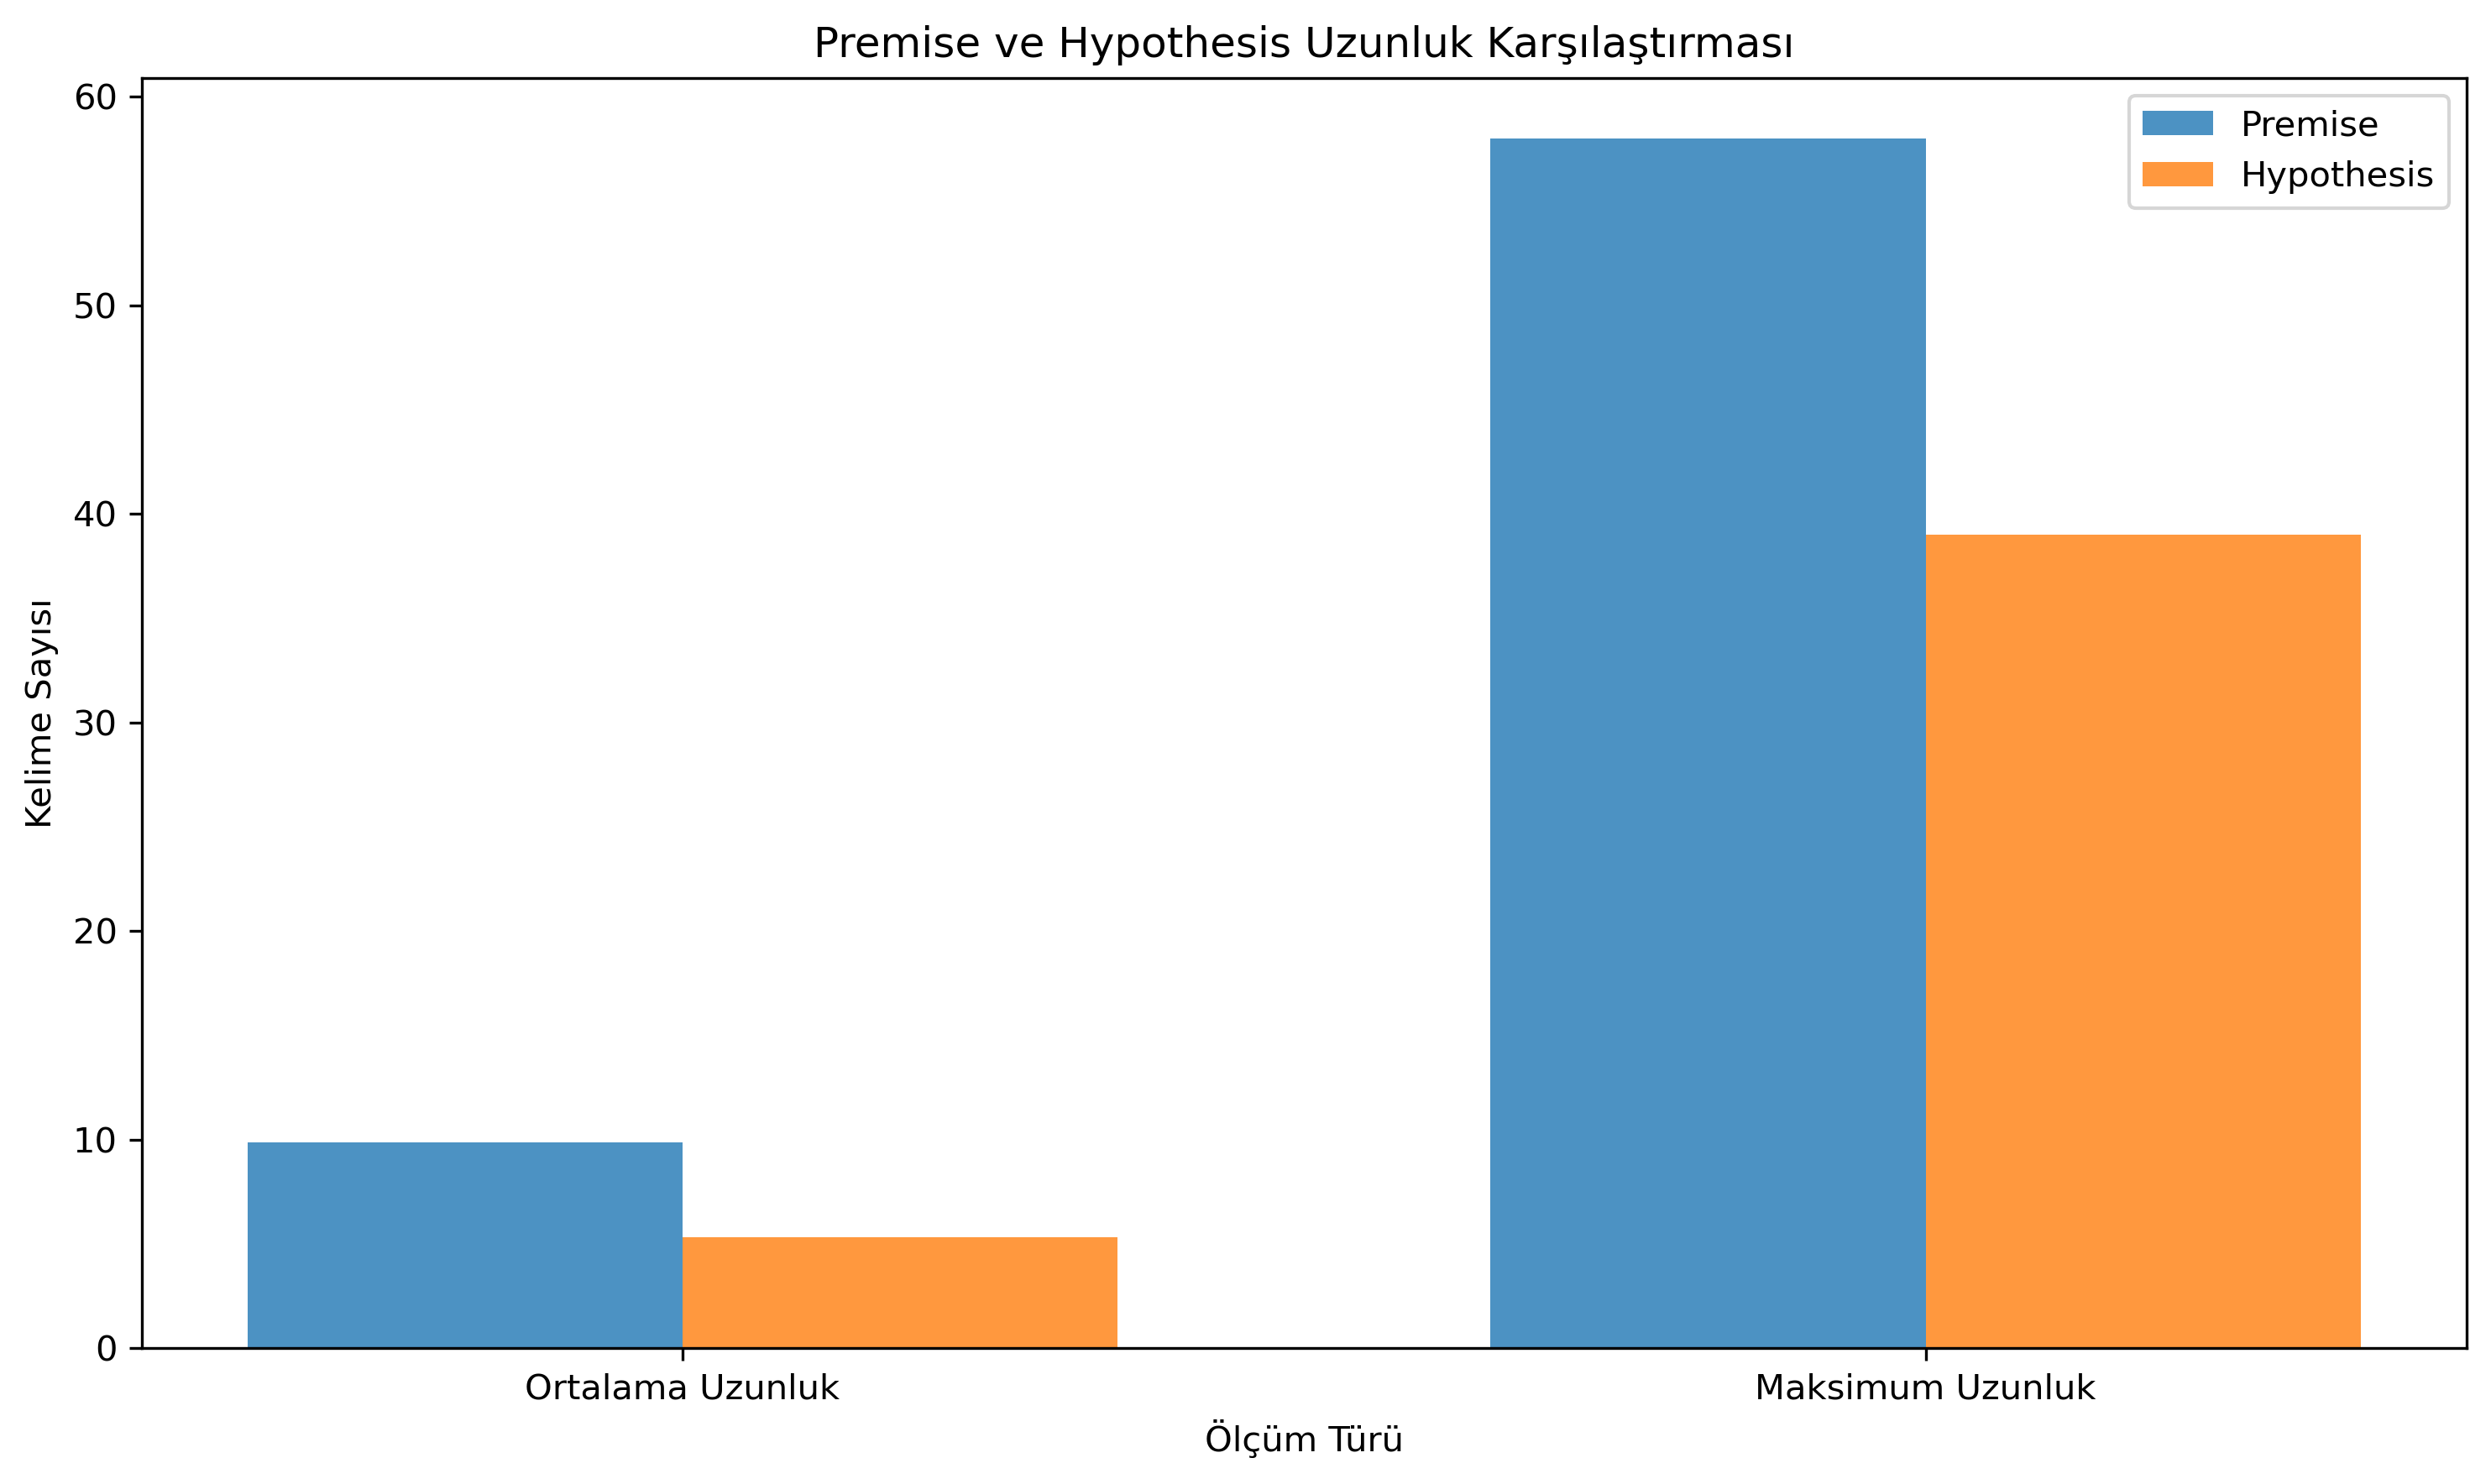 Premise ve Hypothesis Uzunluk Karşılaştırması
Premise
Hypothesis
Kelime Sayısı
60
50
40
30
20
10
0
Ortalama Uzunluk
Maksimum Uzunluk
Ölçüm Türü